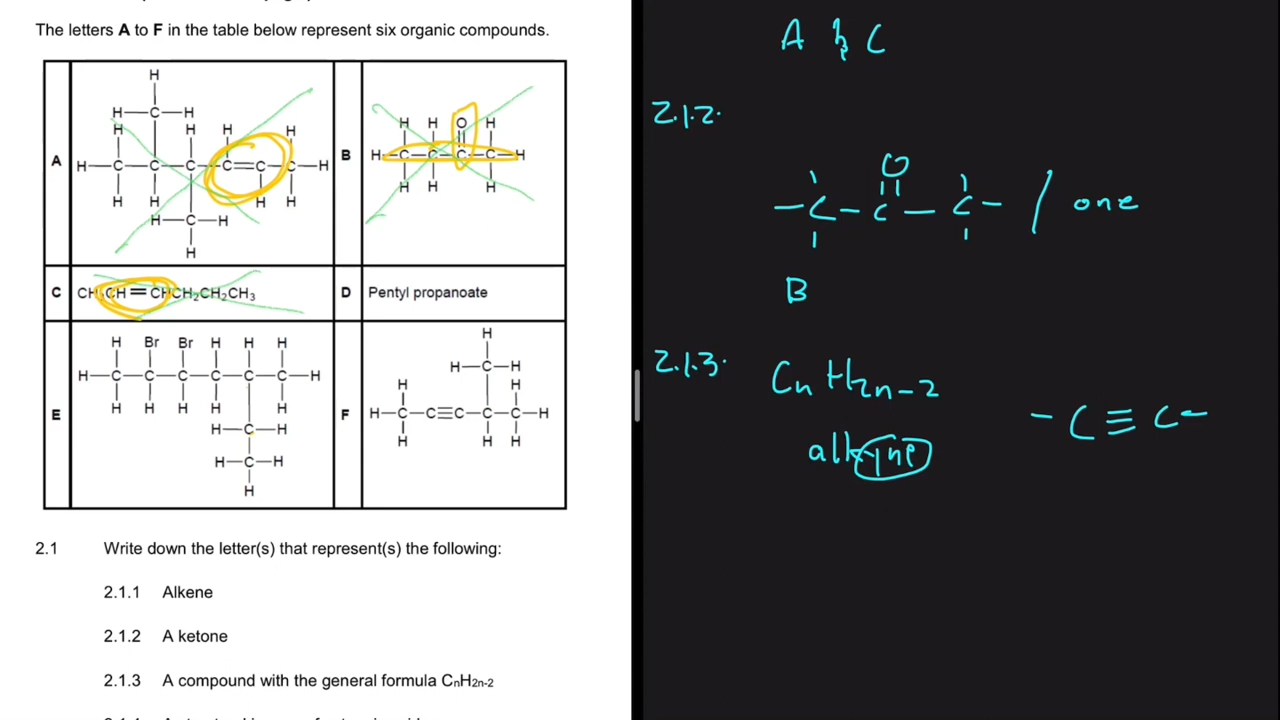 The letters A to F in the table below represent six organic compounds.
H
H—C—H
H H H H
A H—C—C—C—C=C—C—H
H H H H
H—C—H
H
B
H H O H
H—C—C—C—C—H
H H H
C CH₃CH=CHCH₂CH₂CH₃
D Pentyl propanoate
E
H Br Br H H H
H—C—C—C—C—C—C—H
H H H H H
H—C—H
H—C—H
H
F
H
H—C—H
H H
H—C—C≡C—C—C—H
H H H
2.1 Write down the letter(s) that represent(s) the following:
2.1.1 Alkene
2.1.2 A ketone
2.1.3 A compound with the general formula CnH2n-2
A & C
2.1.2.
O
—C—C—C— / one
B
2.1.3. CnH2n-2
—C≡C—
alkyne